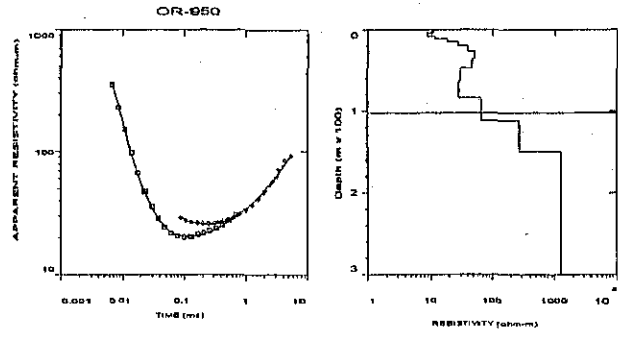 OR-950
1000
100
10
APPARENT RESISTIVITY (ohm-m)
0.001 0.01 0.1 1 10
TIME (ms)
0
1
2
3
Depth (m x 100)
1 10 100 1000 10
RESISTIVITY (ohm-m)